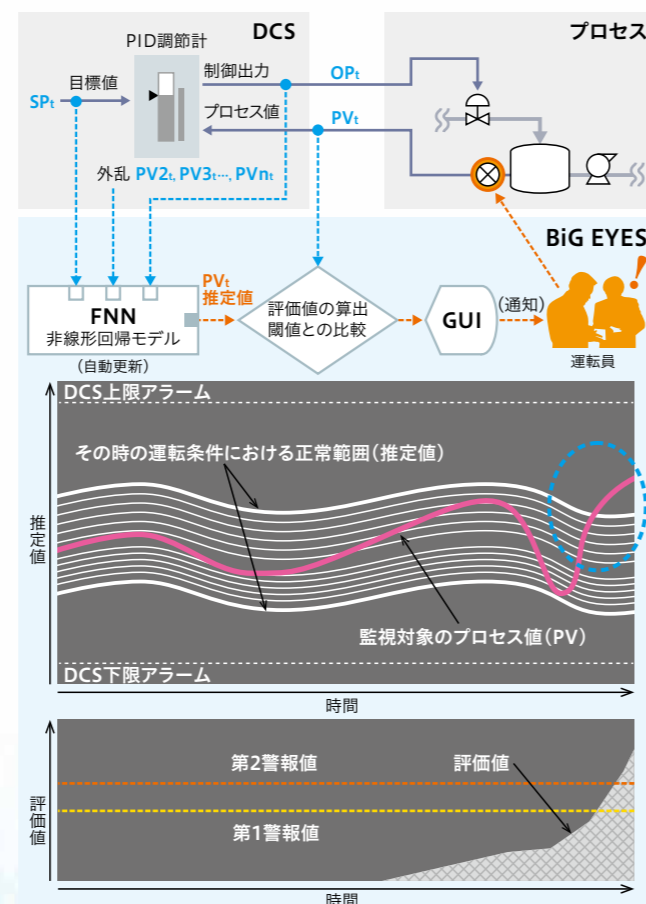 DCS
プロセス
PID調節計
目標値
制御出力
OPt
SPt
プロセス値
PVt
外乱 PV2t, PV3t…, PVnt
BiG EYES
PVt
推定値
FNN
非線形回帰モデル
(自動更新)
評価値の算出
閾値との比較
GUI
(通知)
!
運転員
DCS上限アラーム
その時の運転条件における正常範囲(推定値)
推定値
監視対象のプロセス値(PV)
DCS下限アラーム
時間
第2警報値
評価値
評価値
第1警報値
時間